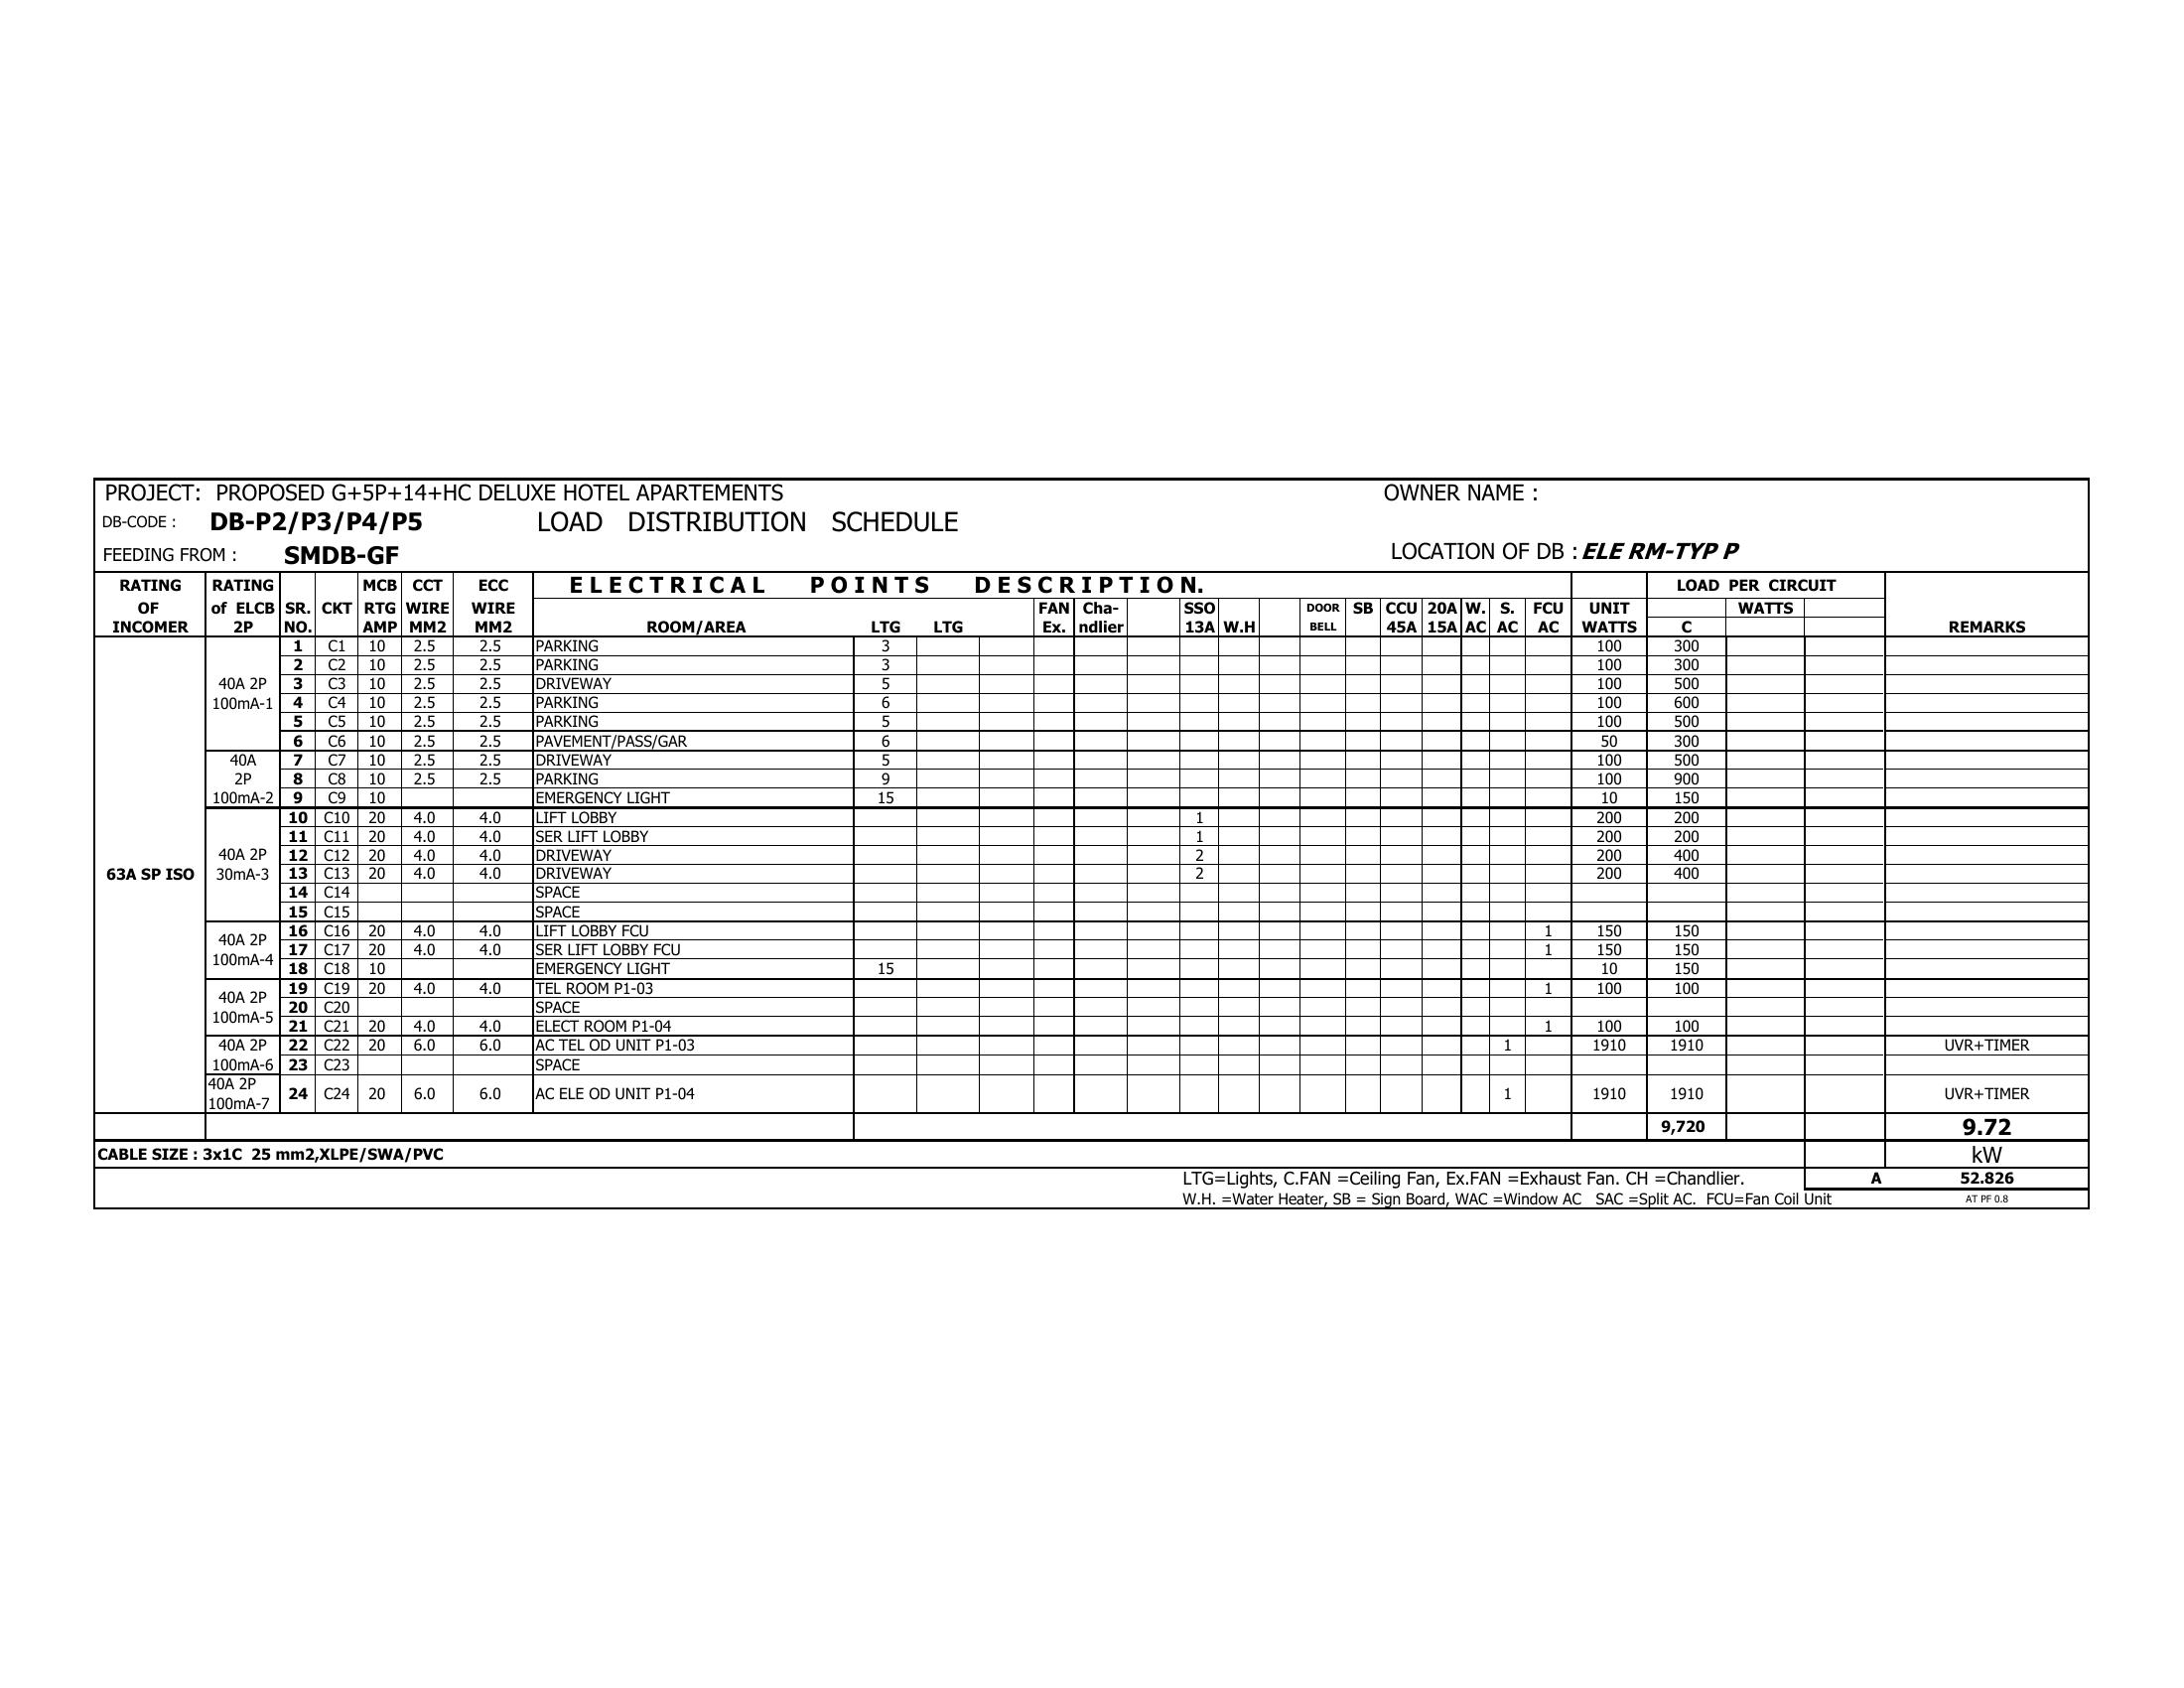 PROJECT: PROPOSED G+5P+14+HC DELUXE HOTEL APARTEMENTS OWNER NAME :
DB-CODE : DB-P2/P3/P4/P5 LOAD DISTRIBUTION SCHEDULE
FEEDING FROM : SMDB-GF LOCATION OF DB : ELE RM-TYP P
RATING RATING MCB CCT ECC ELECTRICAL POINTS DESCRIPTION. LOAD PER CIRCUIT
OF of ELCB SR. CKT RTG WIRE WIRE FAN Cha- SSO DOOR SB CCU 20A W. S. FCU UNIT WATTS
INCOMER 2P NO. AMP MM2 MM2 ROOM/AREA LTG LTG Ex. ndlier 13A W.H BELL 45A 15A AC AC AC WATTS C REMARKS
1 C1 10 2.5 2.5 PARKING 3 100 300
2 C2 10 2.5 2.5 PARKING 3 100 300
40A 2P 3 C3 10 2.5 2.5 DRIVEWAY 5 100 500
100mA-1 4 C4 10 2.5 2.5 PARKING 6 100 600
5 C5 10 2.5 2.5 PARKING 5 100 500
6 C6 10 2.5 2.5 PAVEMENT/PASS/GAR 6 50 300
40A 7 C7 10 2.5 2.5 DRIVEWAY 5 100 500
2P 8 C8 10 2.5 2.5 PARKING 9 100 900
100mA-2 9 C9 10 EMERGENCY LIGHT 15 10 150
10 C10 20 4.0 4.0 LIFT LOBBY 1 200 200
11 C11 20 4.0 4.0 SER LIFT LOBBY 1 200 200
40A 2P 12 C12 20 4.0 4.0 DRIVEWAY 2 200 400
63A SP ISO 30mA-3 13 C13 20 4.0 4.0 DRIVEWAY 2 200 400
14 C14 SPACE
15 C15 SPACE
40A 2P 16 C16 20 4.0 4.0 LIFT LOBBY FCU 1 150 150
100mA-4 17 C17 20 4.0 4.0 SER LIFT LOBBY FCU 1 150 150
18 C18 10 EMERGENCY LIGHT 15 10 150
40A 2P 19 C19 20 4.0 4.0 TEL ROOM P1-03 1 100 100
100mA-5 20 C20 SPACE
21 C21 20 4.0 4.0 ELECT ROOM P1-04 1 100 100
40A 2P 22 C22 20 6.0 6.0 AC TEL OD UNIT P1-03 1 1910 1910 UVR+TIMER
100mA-6 23 C23 SPACE
40A 2P
100mA-7 24 C24 20 6.0 6.0 AC ELE OD UNIT P1-04 1 1910 1910 UVR+TIMER
9,720 9.72
CABLE SIZE : 3x1C 25 mm2,XLPE/SWA/PVC kW
LTG=Lights, C.FAN =Ceiling Fan, Ex.FAN =Exhaust Fan. CH =Chandlier. A 52.826
W.H. =Water Heater, SB = Sign Board, WAC =Window AC SAC =Split AC. FCU=Fan Coil Unit AT PF 0.8